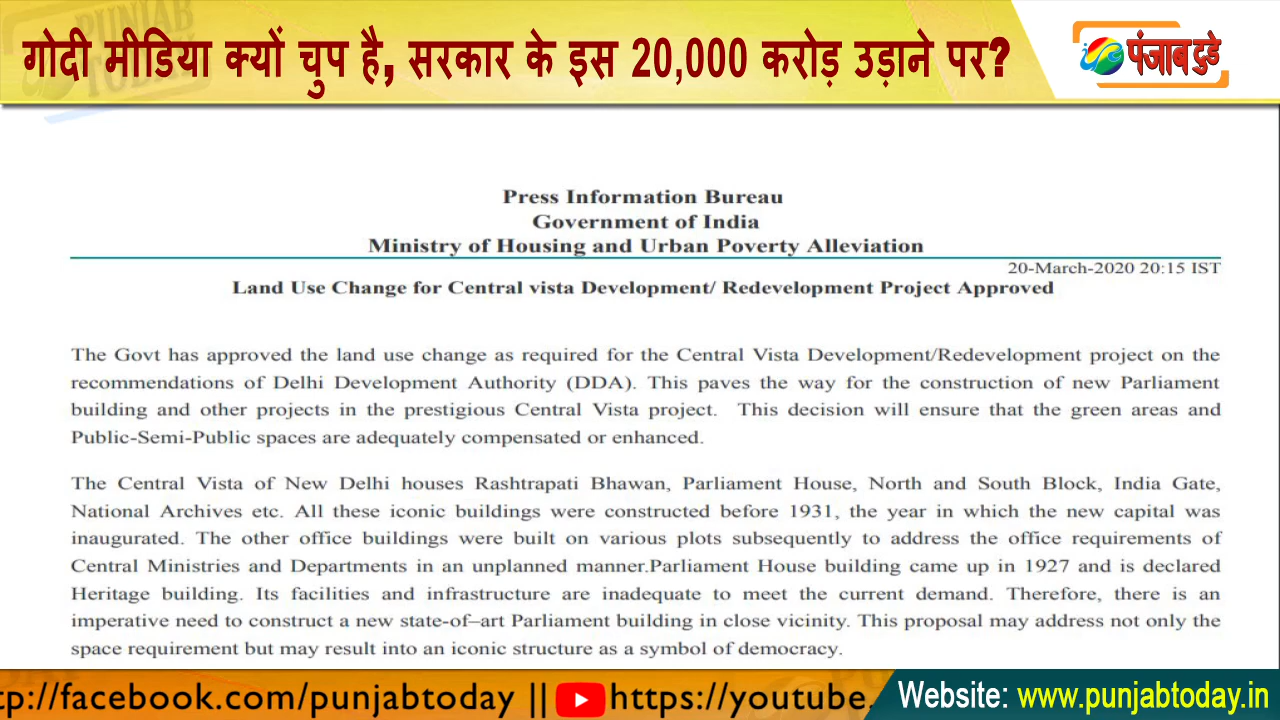 गोदी मीडिया क्यों चुप है, सरकार के इस 20,000 करोड़ उड़ाने पर?
पंजाब टुडे
PUNJAB
TODAY
Press Information Bureau
Government of India
Ministry of Housing and Urban Poverty Alleviation
20-March-2020 20:15 IST
Land Use Change for Central vista Development/ Redevelopment Project Approved
The Govt has approved the land use change as required for the Central Vista Development/Redevelopment project on the
recommendations of Delhi Development Authority (DDA). This paves the way for the construction of new Parliament
building and other projects in the prestigious Central Vista project. This decision will ensure that the green areas and
Public-Semi-Public spaces are adequately compensated or enhanced.
The Central Vista of New Delhi houses Rashtrapati Bhawan, Parliament House, North and South Block, India Gate,
National Archives etc. All these iconic buildings were constructed before 1931, the year in which the new capital was
inaugurated. The other office buildings were built on various plots subsequently to address the office requirements of
Central Ministries and Departments in an unplanned manner.Parliament House building came up in 1927 and is declared
Heritage building. Its facilities and infrastructure are inadequate to meet the current demand. Therefore, there is an
imperative need to construct a new state-of–art Parliament building in close vicinity. This proposal may address not only the
space requirement but may result into an iconic structure as a symbol of democracy.
tp://facebook.com/punjabtoday || https://youtube.
Website: www.punjabtoday.in